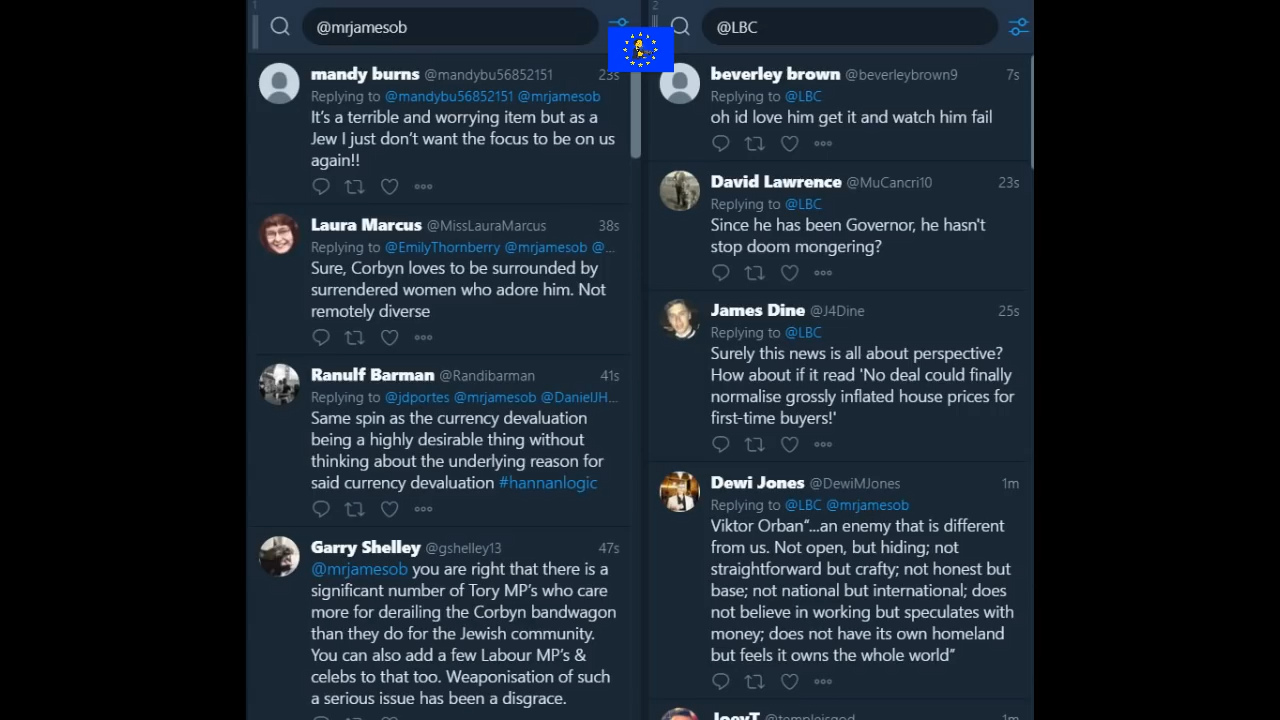 1
@mrjamesob
mandy burns @mandybu56852151 23s
Replying to @mandybu56852151 @mrjamesob
It's a terrible and worrying item but as a
Jew I just don't want the focus to be on us
again!!
Laura Marcus @MissLauraMarcus 38s
Replying to @EmilyThornberry @mrjamesob @...
Sure, Corbyn loves to be surrounded by
surrendered women who adore him. Not
remotely diverse
Ranulf Barman @Randibarman 41s
Replying to @jdportes @mrjamesob @DanielJH...
Same spin as the currency devaluation
being a highly desirable thing without
thinking about the underlying reason for
said currency devaluation #hannanlogic
Garry Shelley @gshelley13 47s
@mrjamesob you are right that there is a
significant number of Tory MP's who care
more for derailing the Corbyn bandwagon
than they do for the Jewish community.
You can also add a few Labour MP's &
celebs to that too. Weaponisation of such
a serious issue has been a disgrace.
2
@LBC
beverley brown @beverleybrown9 7s
Replying to @LBC
oh id love him get it and watch him fail
David Lawrence @MuCancri10 23s
Replying to @LBC
Since he has been Governor, he hasn't
stop doom mongering?
James Dine @J4Dine 25s
Replying to @LBC
Surely this news is all about perspective?
How about if it read 'No deal could finally
normalise grossly inflated house prices for
first-time buyers!'
Dewi Jones @DewiMJones 1m
Replying to @LBC @mrjamesob
Viktor Orban"...an enemy that is different
from us. Not open, but hiding; not
straightforward but crafty; not honest but
base; not national but international; does
not believe in working but speculates with
money; does not have its own homeland
but feels it owns the whole world"
JoeyT @templeisgod 1m